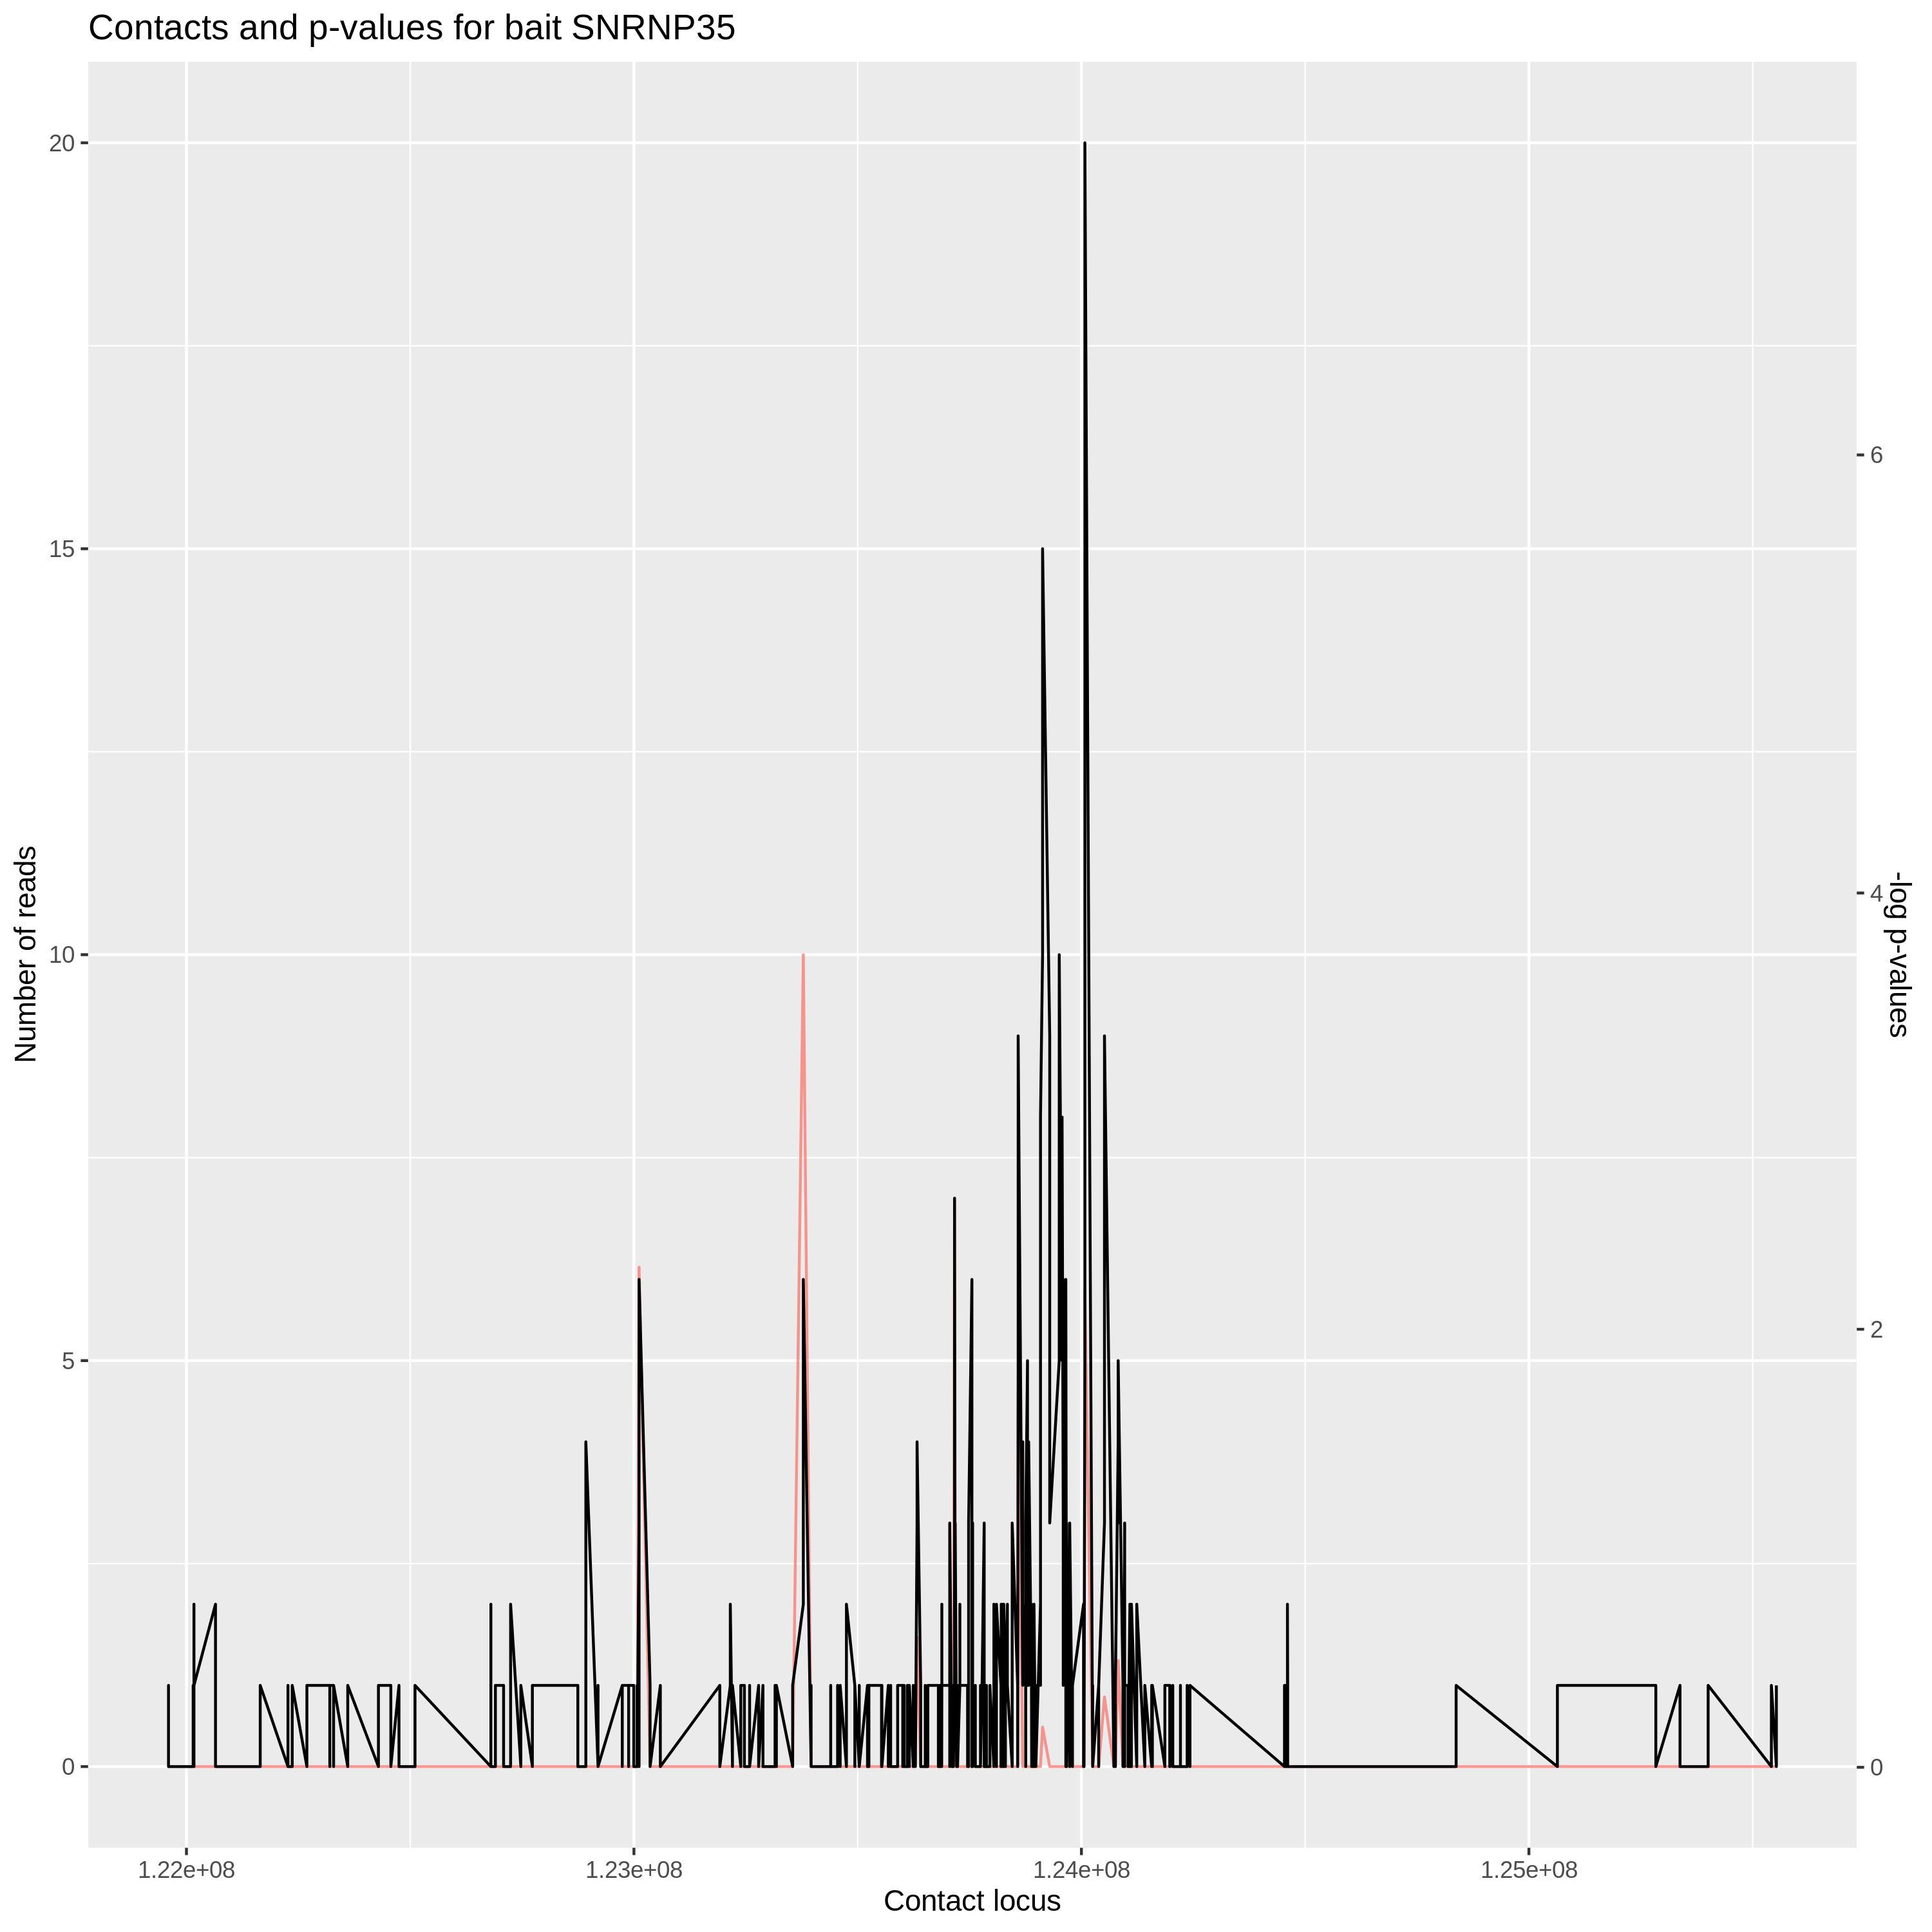 Contacts and p-values for bait SNRNP35
20
15
10
5
0
Number of reads
6
4
2
0
-log p-values
1.22e+08
1.23e+08
1.24e+08
1.25e+08
Contact locus